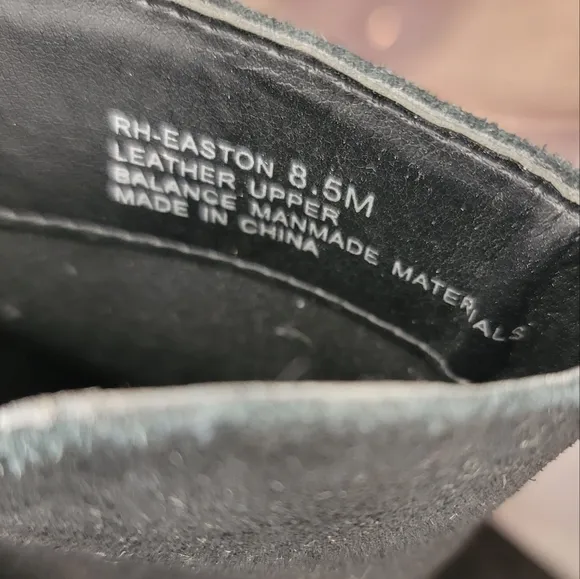 RH-EASTON 8.5M
LEATHER UPPER
BALANCE MANMADE MATERIALS
MADE IN CHINA